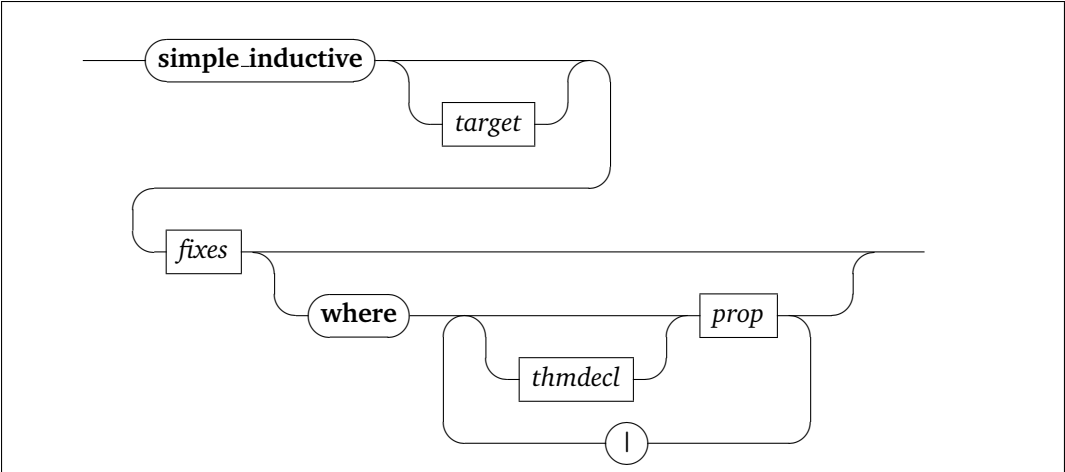 simple_inductive
target
fixes
where
prop
thmdecl
|